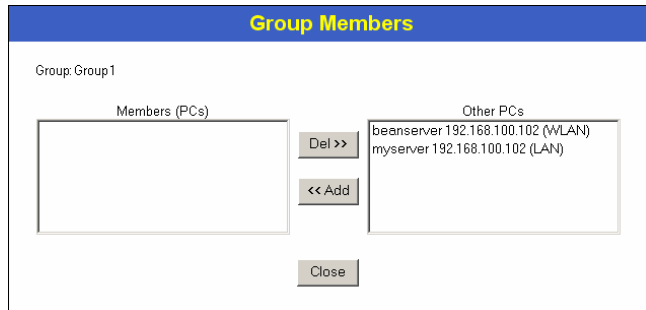 Group Members
Group: Group1
Members (PCs)
Other PCs
beanserver 192.168.100.102 (WLAN)
myserver 192.168.100.102 (LAN)
Del >>
<< Add
Close